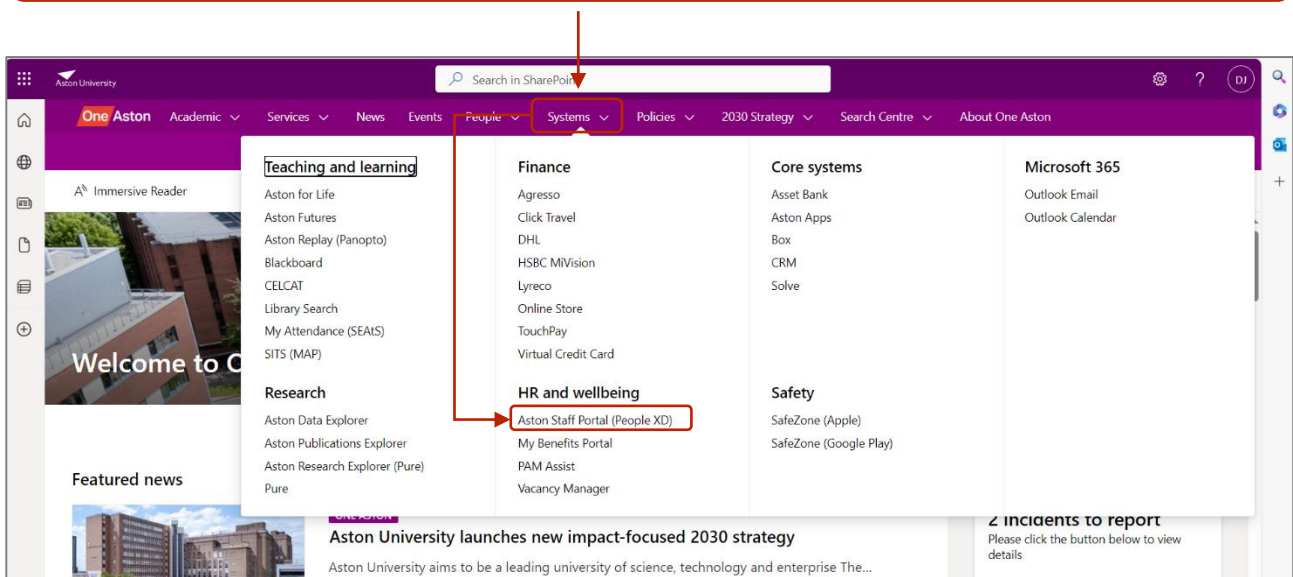 Aston University
Search in SharePoint
DJ
One Aston Academic Services News Events People Systems Policies 2030 Strategy Search Centre About One Aston
Immersive Reader
Welcome to O
Teaching and learning
Aston for Life
Aston Futures
Aston Replay (Panopto)
Blackboard
CELCAT
Library Search
My Attendance (SEAtS)
SITS (MAP)
Finance
Agresso
Click Travel
DHL
HSBC MiVision
Lyreco
Online Store
TouchPay
Virtual Credit Card
Core systems
Asset Bank
Aston Apps
Box
CRM
Solve
Microsoft 365
Outlook Email
Outlook Calendar
Research
Aston Data Explorer
Aston Publications Explorer
Aston Research Explorer (Pure)
Pure
HR and wellbeing
Aston Staff Portal (People XD)
My Benefits Portal
PAM Assist
Vacancy Manager
Safety
SafeZone (Apple)
SafeZone (Google Play)
Featured news
ONE ASTON
Aston University launches new impact-focused 2030 strategy
Aston University aims to be a leading university of science, technology and enterprise The...
2 incidents to report
Please click the button below to view
details